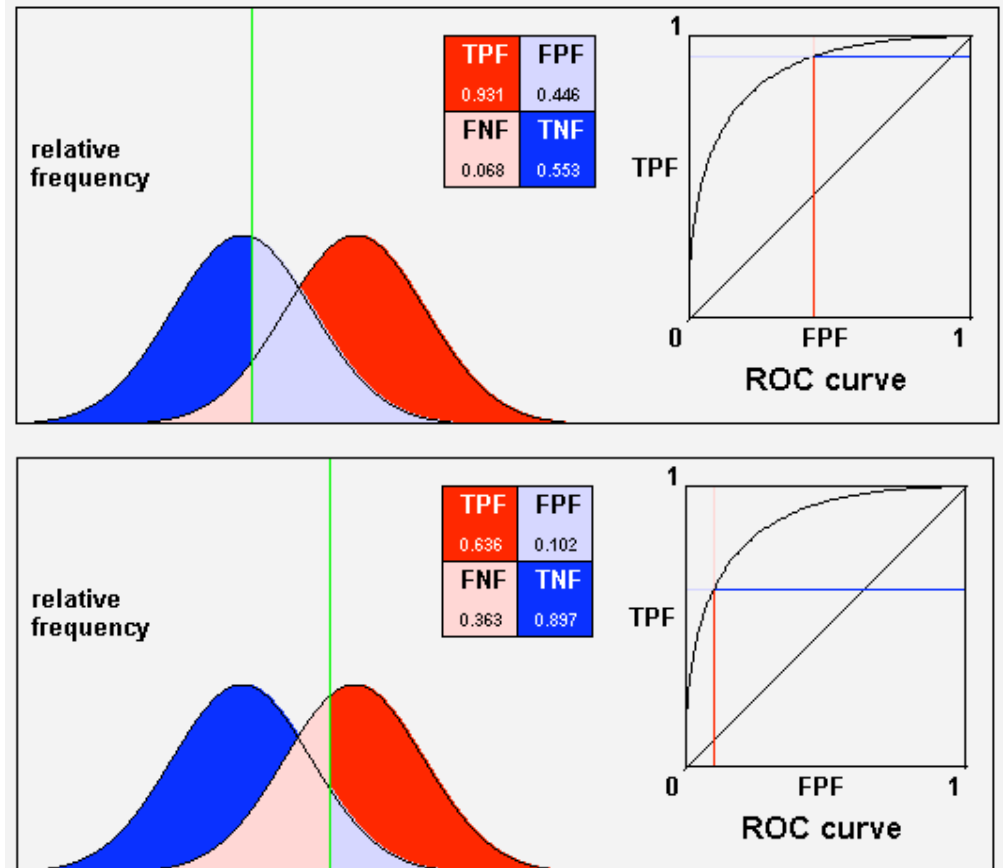 TPF FPF
0.931 0.446
FNF TNF
0.068 0.553
relative
frequency
1
TPF
0 FPF 1
ROC curve
TPF FPF
0.636 0.102
FNF TNF
0.363 0.897
relative
frequency
1
TPF
0 FPF 1
ROC curve